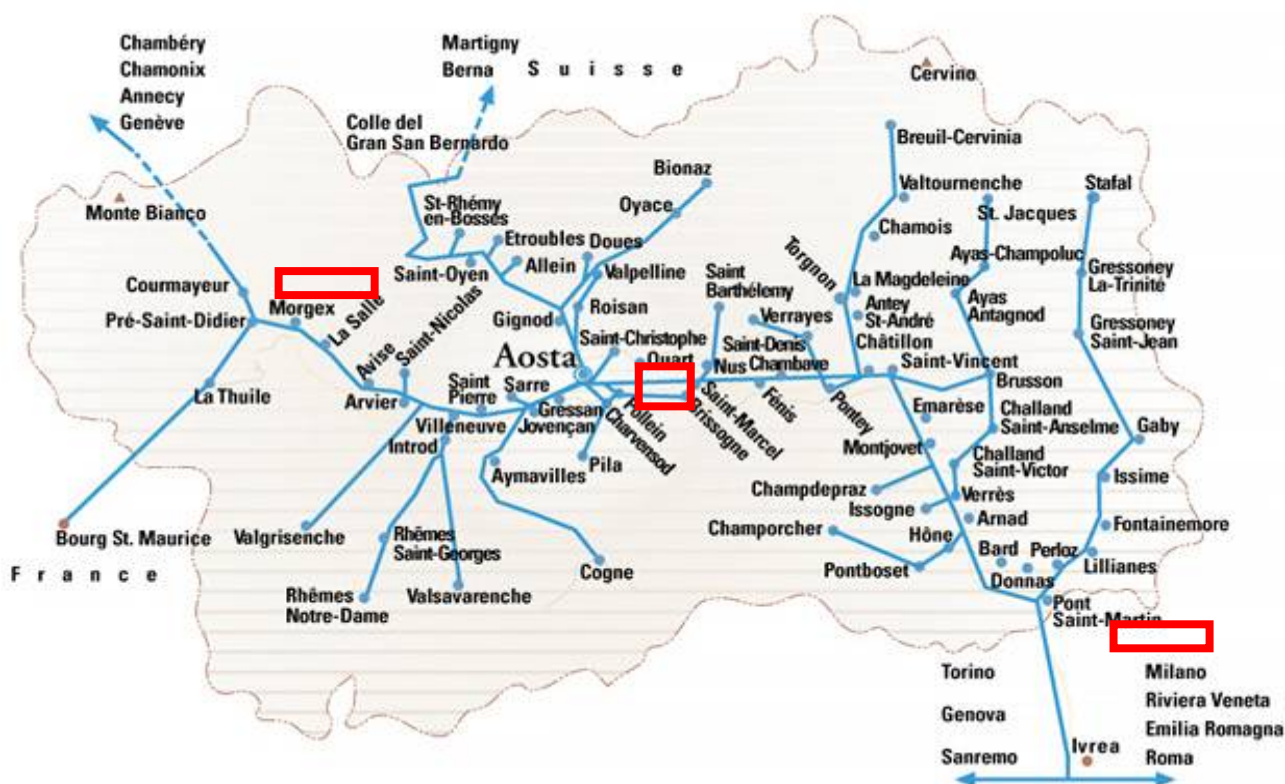 Chambéry
Chamonix
Annecy
Genève
Martigny
Berna
Suisse
Cervino
Colle del
Gran San Bernardo
Breuil-Cervinia
Bionaz
Valtournenche
Stafal
Monte Bianco
St-Rhémy
en-Bosses
Oyace
St. Jacques
Chamois
Etroubles
Doues
Torgnon
Ayas-Champoluc
Saint-Oyen
Allein
Valpelline
Saint
Barthélemy
La Magdeleino
Gressoney
La-Trinité
Courmayeur
Morgex
La Salle
Saint-Nicolas
Roisan
Verrayes
Antey
St-André
Ayas
Antagnod
Pré-Saint-Didier
Gignod
Saint-Christophe
Saint-Denis
Châtillon
Gressoney
Saint-Jean
Aosta
Quart
Nus
Chambave
Saint-Vincent
Avise
La Thuile
Arvier
Saint
Pierre
Sarre
Gressan
Jovençan
Pollein
Charvensod
Brissogne
Saint-Marcel
Fénis
Pontey
Brusson
Emarèse
Challand
Saint-Anselme
Villeneuve
Introd
Montjovet
Gaby
Aymavilles
Pila
Challand
Saint-Victor
Issime
Champdepraz
Issogne
Verrès
Arnad
Fontainemore
Bourg St. Maurice
Valgrisenche
Rhêmes
Saint-Georges
Champorcher
Hône
Bard
Perloz
Lillianes
France
Cogne
Pontboset
Donnas
Rhêmes
Notre-Dame
Valsavarenche
Pont
Saint-Martin
Torino
Milano
Genova
Riviera Veneta
Emilia Romagna
Sanremo
Ivrea
Roma